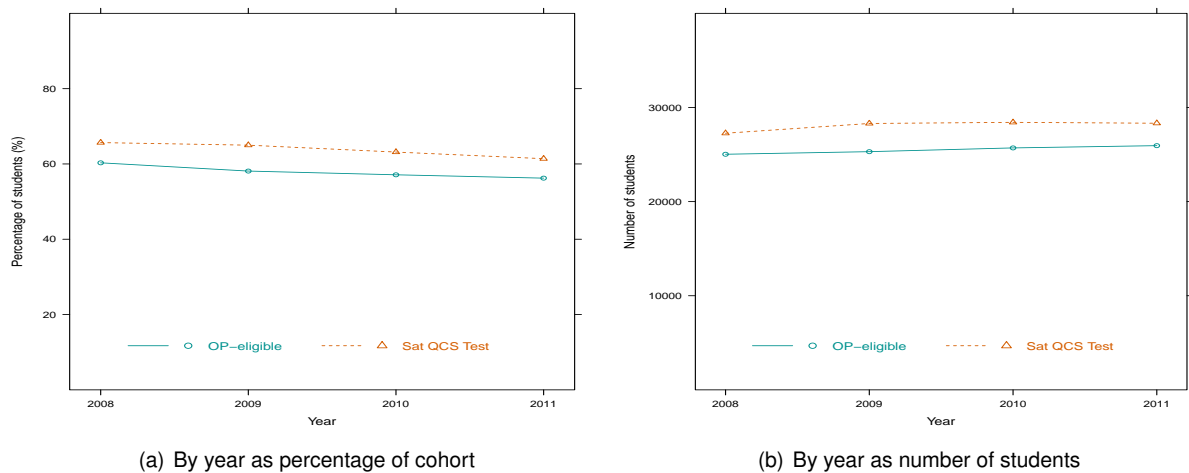 Percentage of students (%)
80
60
40
20
OP−eligible
Sat QCS Test
2008
2009
2010
2011
Year
(a) By year as percentage of cohort
Number of students
30000
20000
10000
OP−eligible
Sat QCS Test
2008
2009
2010
2011
Year
(b) By year as number of students